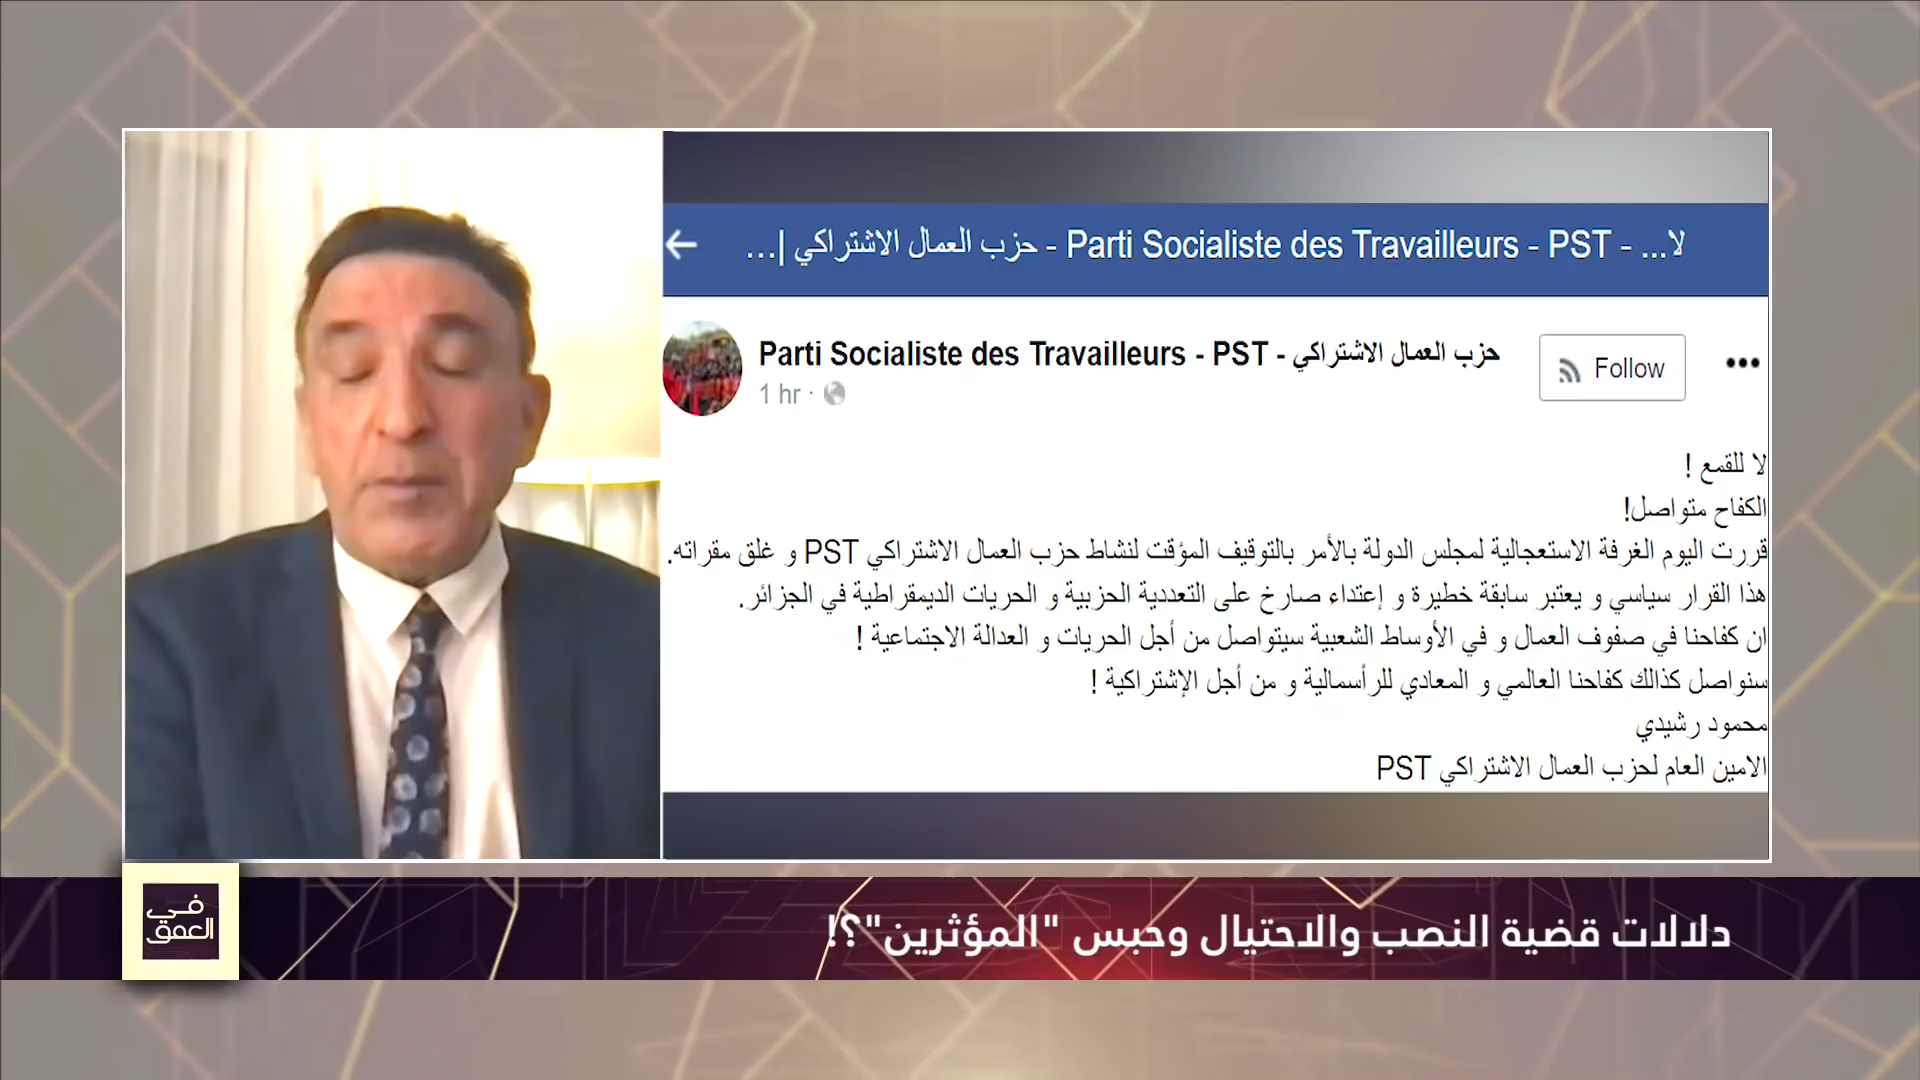 لا... - Parti Socialiste des Travailleurs - PST - حزب العمال الاشتراكي |...
Parti Socialiste des Travailleurs - PST - حزب العمال الاشتراكي
1 hr ·
Follow
لا للقمع !
الكفاح متواصل!
قررت اليوم الغرفة الاستعجالية لمجلس الدولة بالأمر بالتوقيف المؤقت لنشاط حزب العمال الاشتراكي PST و غلق مقراته.
هذا القرار سياسي و يعتبر سابقة خطيرة و إعتداء صارخ على التعددية الحزبية و الحريات الديمقراطية في الجزائر.
ان كفاحنا في صفوف العمال و في الأوساط الشعبية سيتواصل من أجل الحريات و العدالة الاجتماعية !
سنواصل كذالك كفاحنا العالمي و المعادي للرأسمالية و من أجل الإشتراكية !
محمود رشيدي
الامين العام لحزب العمال الاشتراكي PST
في
العمق
دلالات قضية النصب والاحتيال وحبس "المؤثرين"؟!